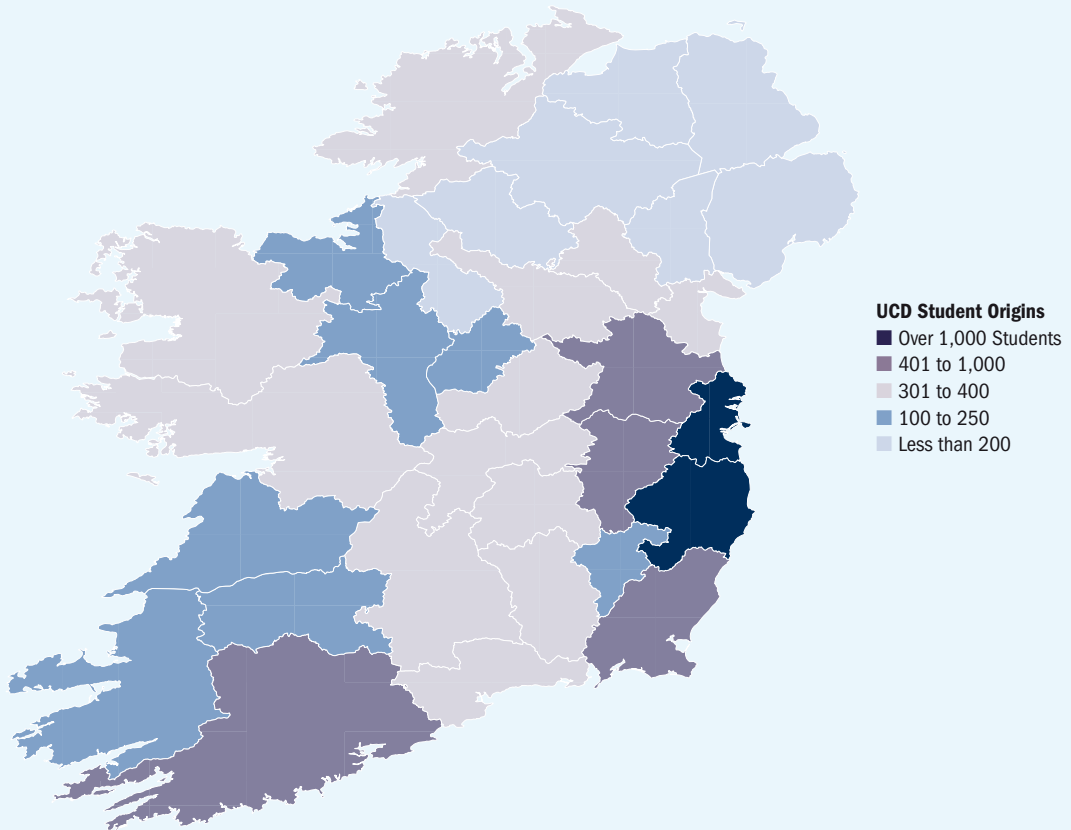 UCD Student Origins
Over 1,000 Students
401 to 1,000
301 to 400
100 to 250
Less than 200